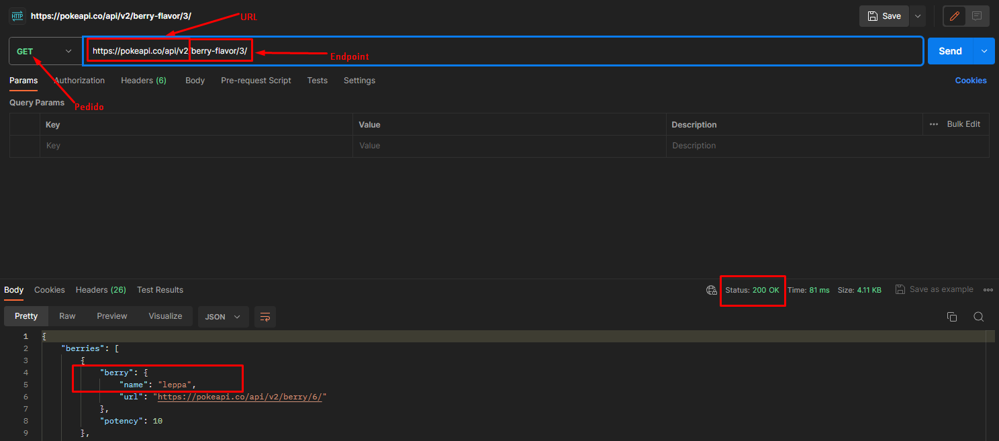 HTTP https://pokeapi.co/api/v2/berry-flavor/3/ URL Save
GET https://pokeapi.co/api/v2/berry-flavor/3/ Endpoint Send
Params Authorization Headers (6) Body Pre-request Script Tests Settings Cookies
Query Params Pedido
Key Value Description Bulk Edit
Key Value Description
Body Cookies Headers (26) Test Results Status: 200 OK Time: 81 ms Size: 4.11 KB Save as example
Pretty Raw Preview Visualize JSON
1 {
2 "berries": [
3 {
4 "berry": {
5 "name": "leppa",
6 "url": "https://pokeapi.co/api/v2/berry/6/"
7 },
8 "potency": 10
9 },